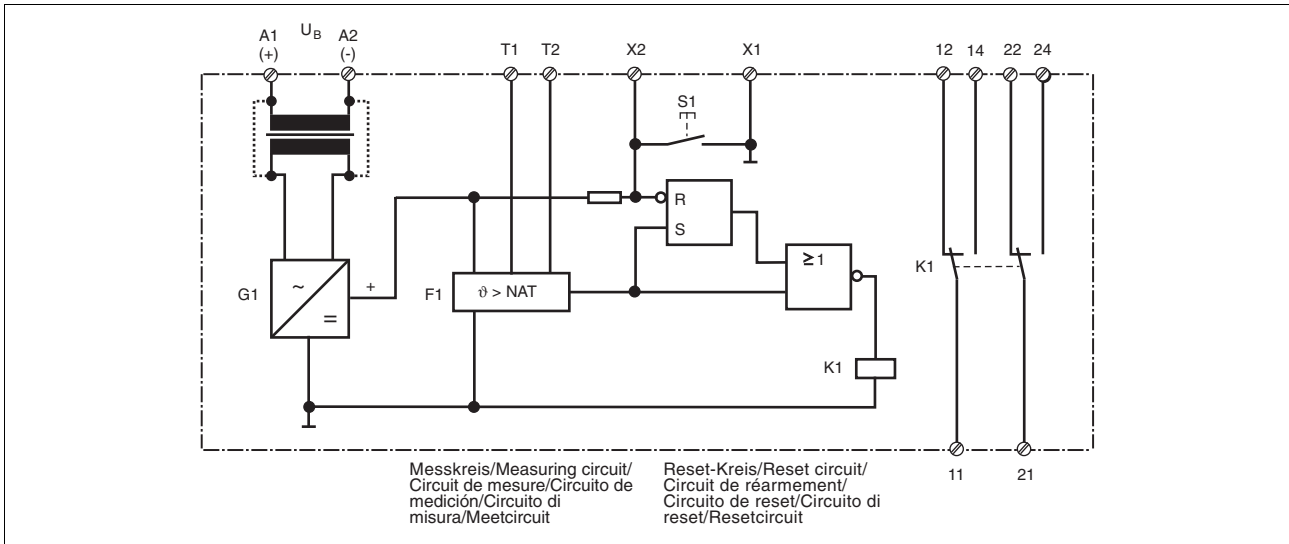 A1 U_B A2 T1 T2 X2 X1 12 14 22 24
(+) (-)
S1
R
S
≥1
K1
G1 ~ + F1 ϑ > NAT
=
K1
11 21
Messkreis/Measuring circuit/
Circuit de mesure/Circuito de
medición/Circuito di
misura/Meetcircuit
Reset-Kreis/Reset circuit/
Circuit de réarmement/
Circuito de reset/Circuito di
reset/Resetcircuit